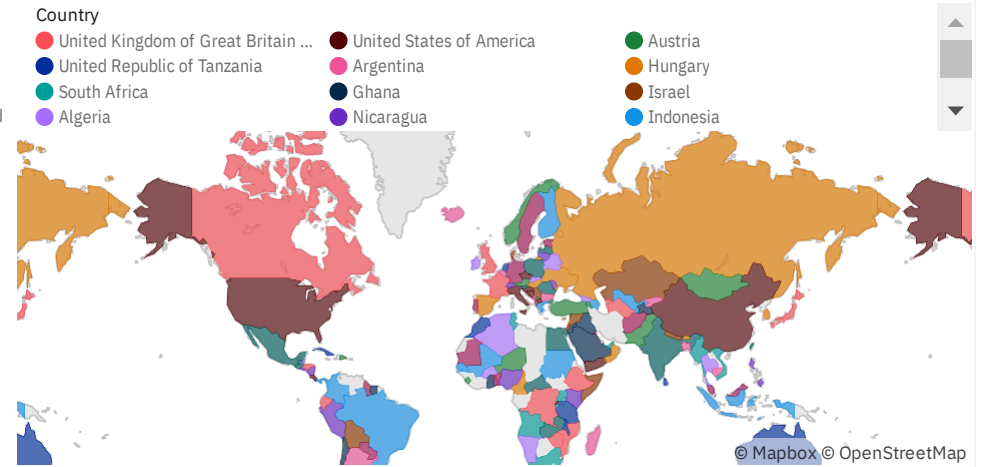 Country
United Kingdom of Great Britain ...
United States of America
Austria
United Republic of Tanzania
Argentina
Hungary
South Africa
Ghana
Israel
Algeria
Nicaragua
Indonesia
© Mapbox © OpenStreetMap